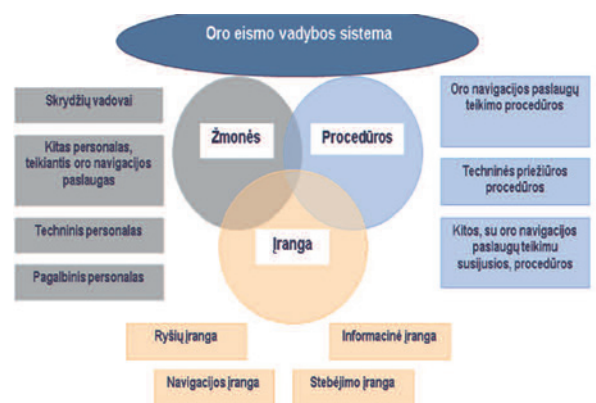 Oro eismo vadybos sistema
Skrydžių vadovai
Kitas personalas,
teikiantis oro navigacijos
paslaugas
Techninis personalas
Pagalbinis personalas
Žmonės
Procedūros
Įranga
Oro navigacijos paslaugų
teikimo procedūros
Techninės priežiūros
procedūros
Kitos, su oro navigacijos
paslaugų teikimu
susijusios, procedūros
Ryšių įranga
Informacinė įranga
Navigacijos įranga
Stebėjimo įranga